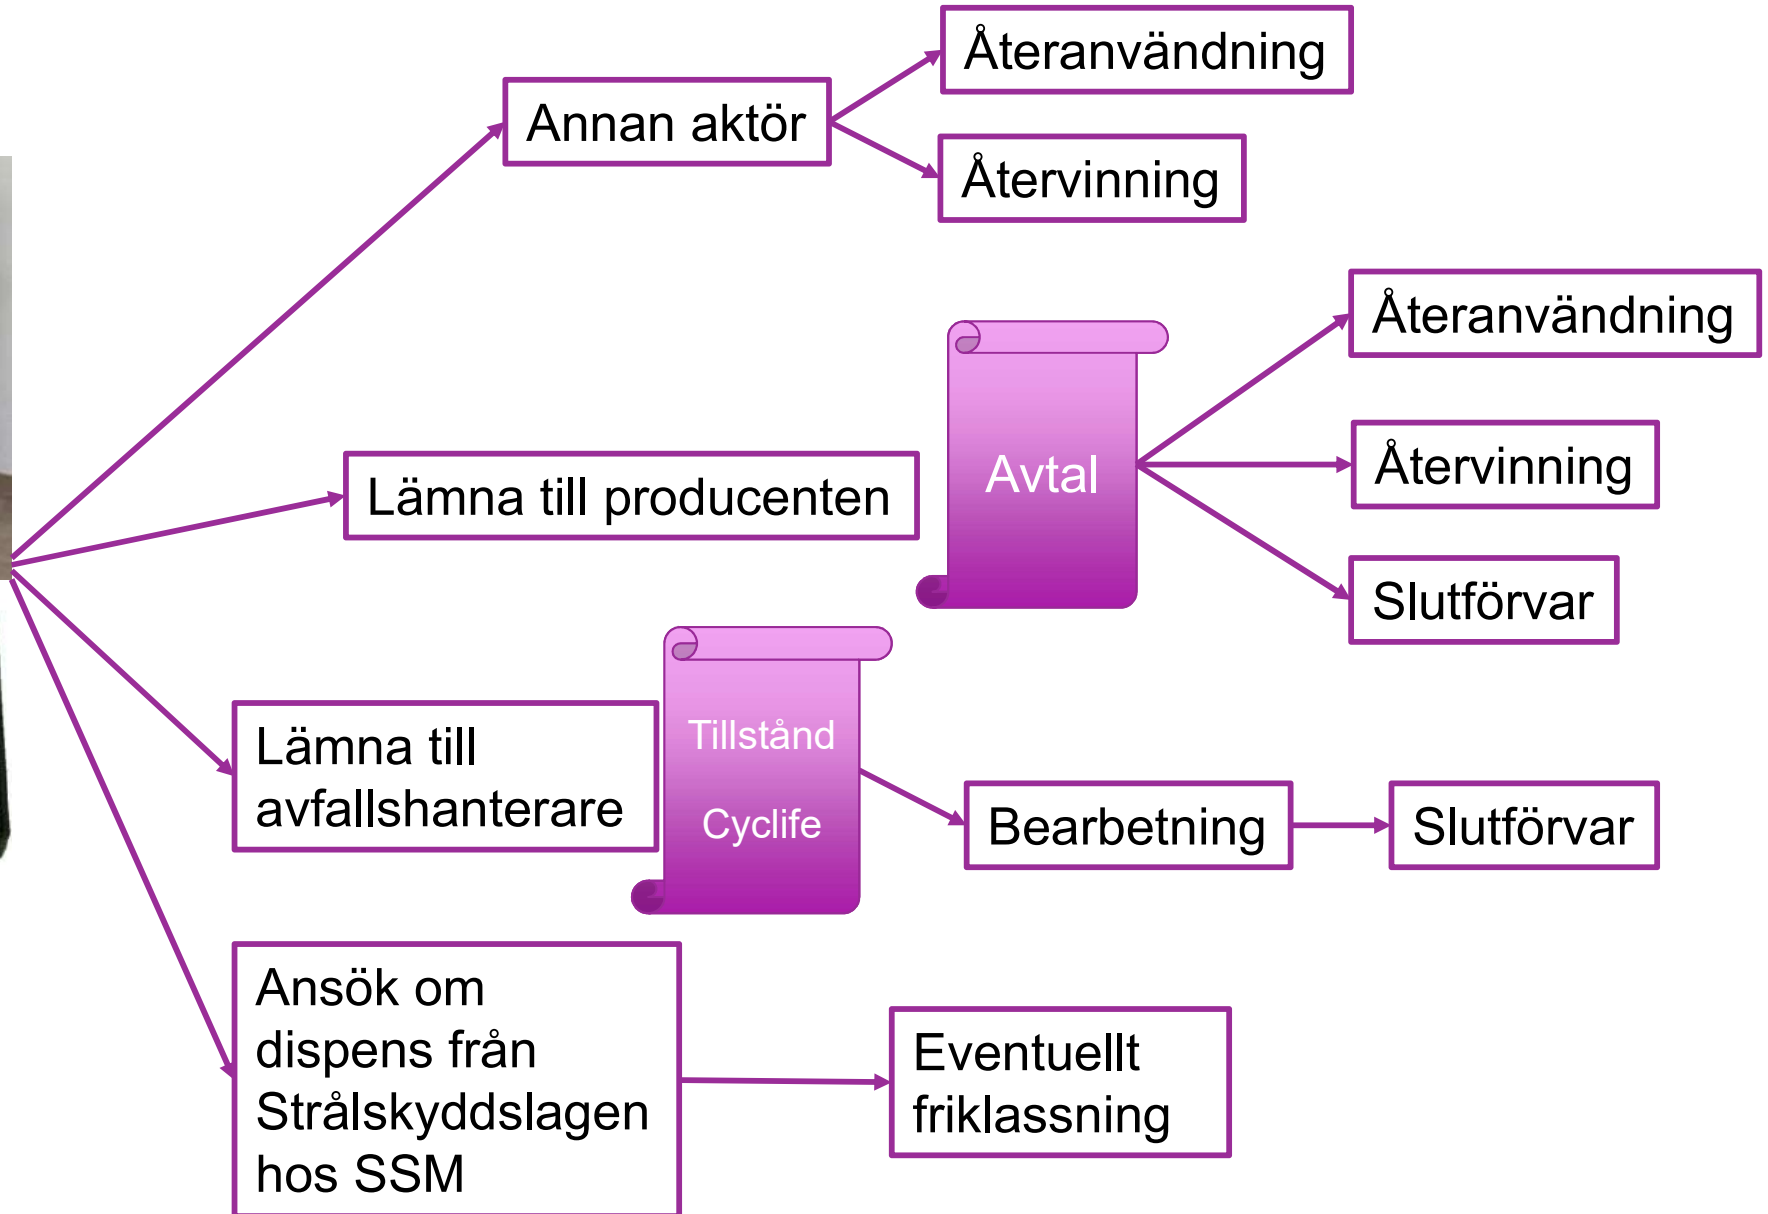 Återanvändning
Annan aktör
Återvinning
Återanvändning
Avtal
Återvinning
Lämna till producenten
Slutförvar
Tillstånd
Cyclife
Lämna till
avfallshanterare
Bearbetning
Slutförvar
Ansök om
dispens från
Strålskyddslagen
hos SSM
Eventuellt
friklassning